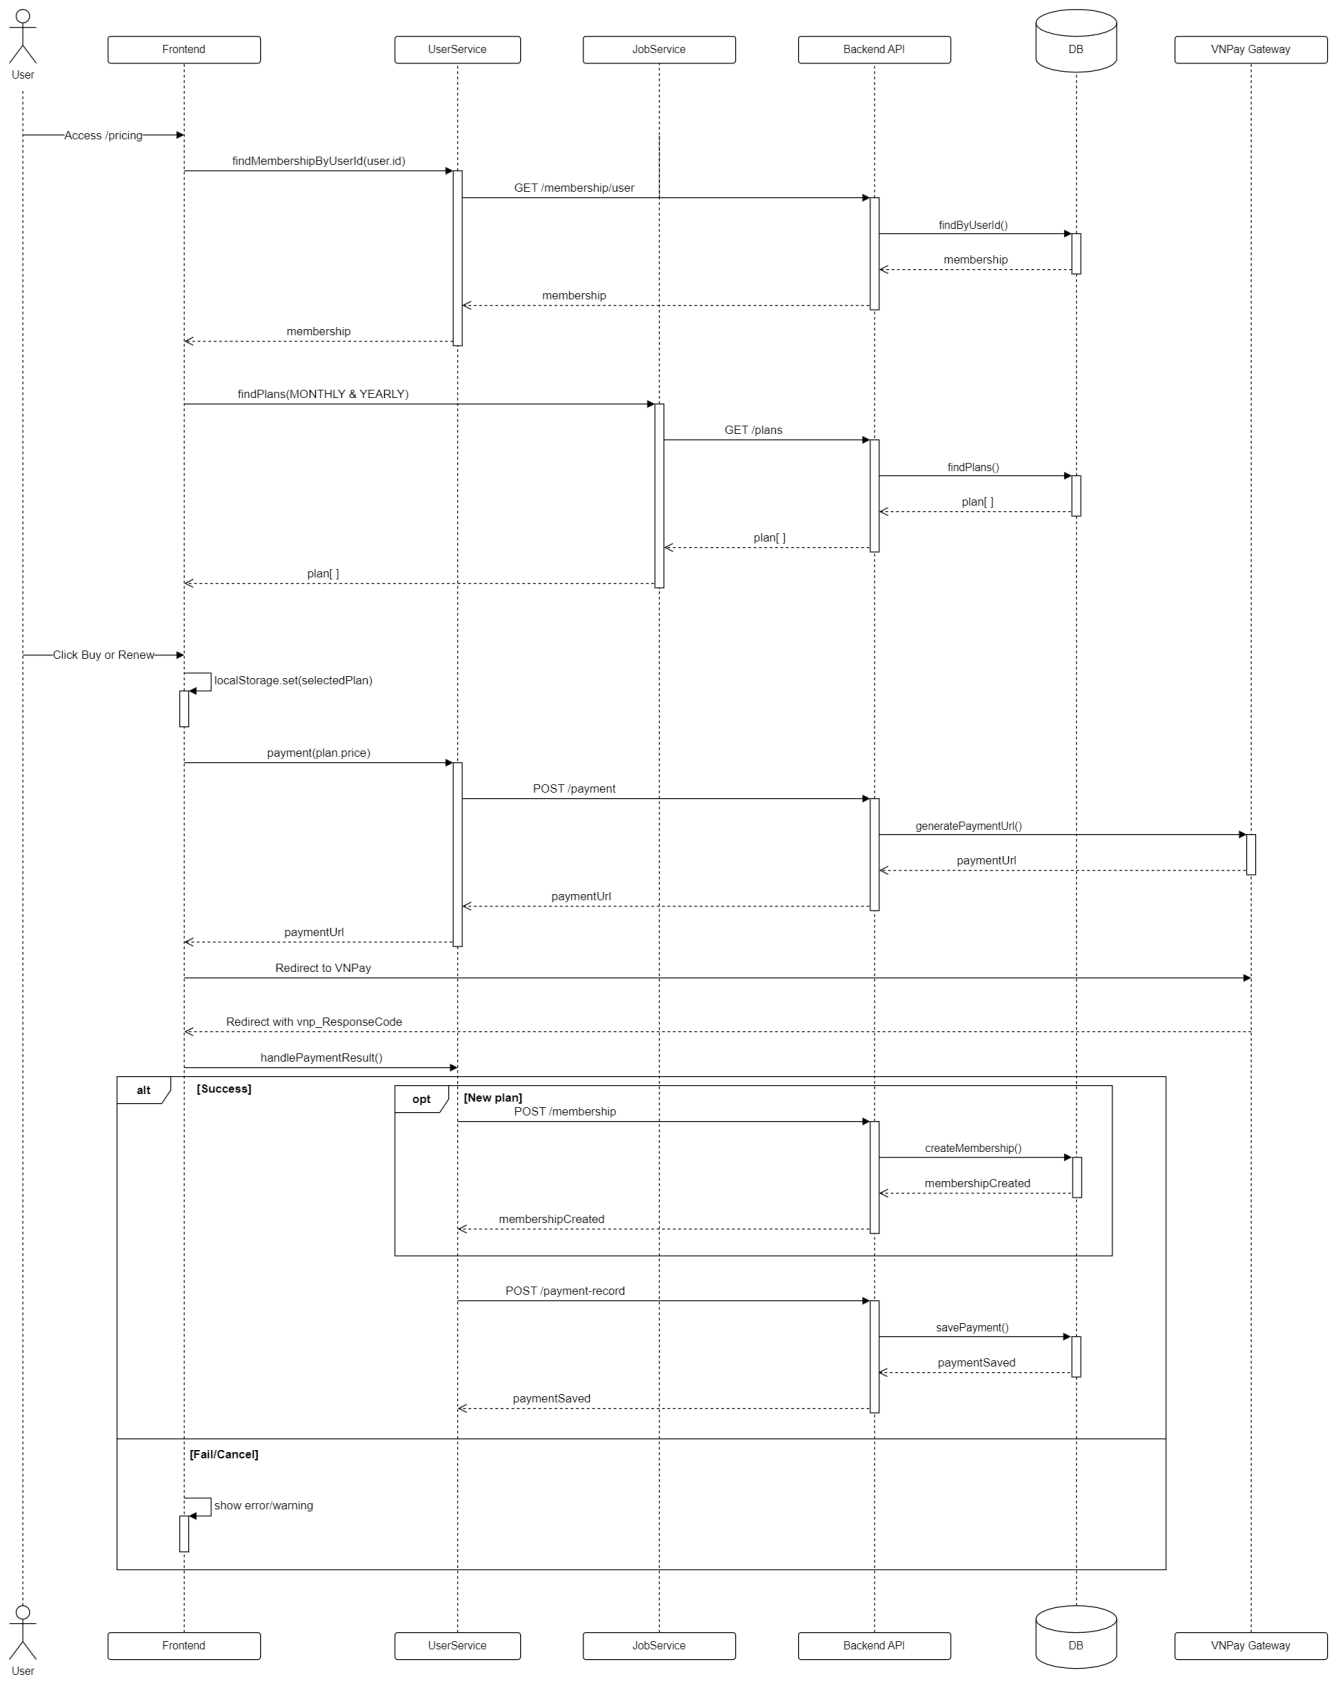 User
Frontend
UserService
JobService
Backend API
DB
VNPay Gateway
Access /pricing
findMembershipByUserId(user.id)
GET /membership/user
findByUserId()
membership
membership
membership
findPlans(MONTHLY & YEARLY)
GET /plans
findPlans()
plan[ ]
plan[ ]
plan[ ]
Click Buy or Renew
localStorage.set(selectedPlan)
payment(plan.price)
POST /payment
generatePaymentUrl()
paymentUrl
paymentUrl
paymentUrl
Redirect to VNPay
Redirect with vnp_ResponseCode
handlePaymentResult()
alt
[Success]
opt
[New plan]
POST /membership
createMembership()
membershipCreated
membershipCreated
POST /payment-record
savePayment()
paymentSaved
paymentSaved
[Fail/Cancel]
show error/warning
User
Frontend
UserService
JobService
Backend API
DB
VNPay Gateway